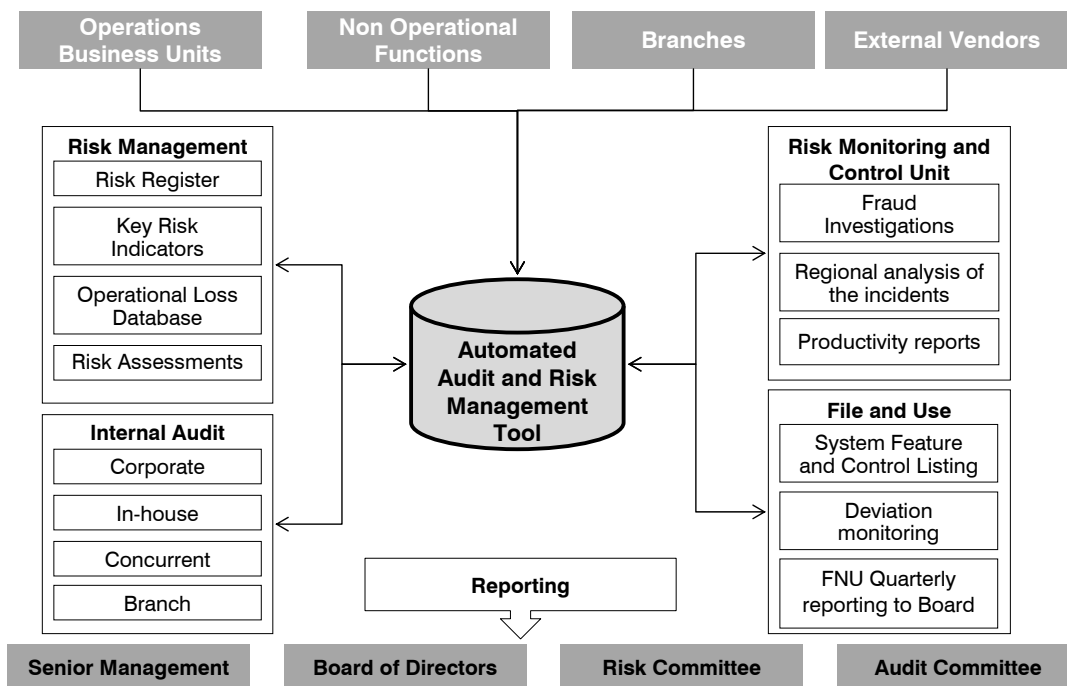 Operations
Business Units
Non Operational
Functions
Branches
External Vendors
Risk Management
Risk Register
Key Risk
Indicators
Operational Loss
Database
Risk Assessments
Internal Audit
Corporate
In-house
Concurrent
Branch
Automated
Audit and Risk
Management
Tool
Risk Monitoring and
Control Unit
Fraud
Investigations
Regional analysis of
the incidents
Productivity reports
File and Use
System Feature
and Control Listing
Deviation
monitoring
FNU Quarterly
reporting to Board
Reporting
Senior Management
Board of Directors
Risk Committee
Audit Committee